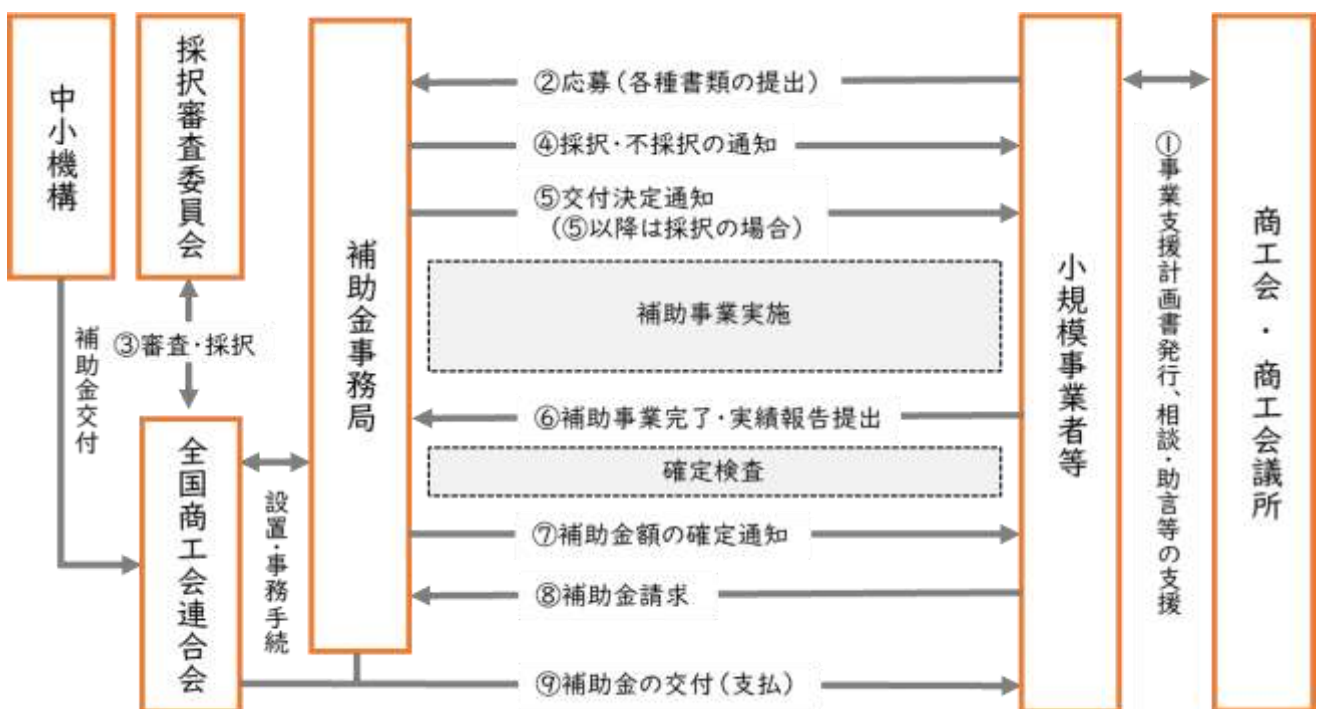 中小機構
採択審査委員会
補助金事務局
小規模事業者等
商工会・商工会議所
②応募(各種書類の提出)
④採択・不採択の通知
⑤交付決定通知
(⑤以降は採択の場合)
補助事業実施
①事業支援計画書発行、相談・助言等の支援
③審査・採択
補助金交付
全国商工会連合会
設置・事務手続
⑥補助事業完了・実績報告提出
確定検査
⑦補助金額の確定通知
⑧補助金請求
⑨補助金の交付(支払)